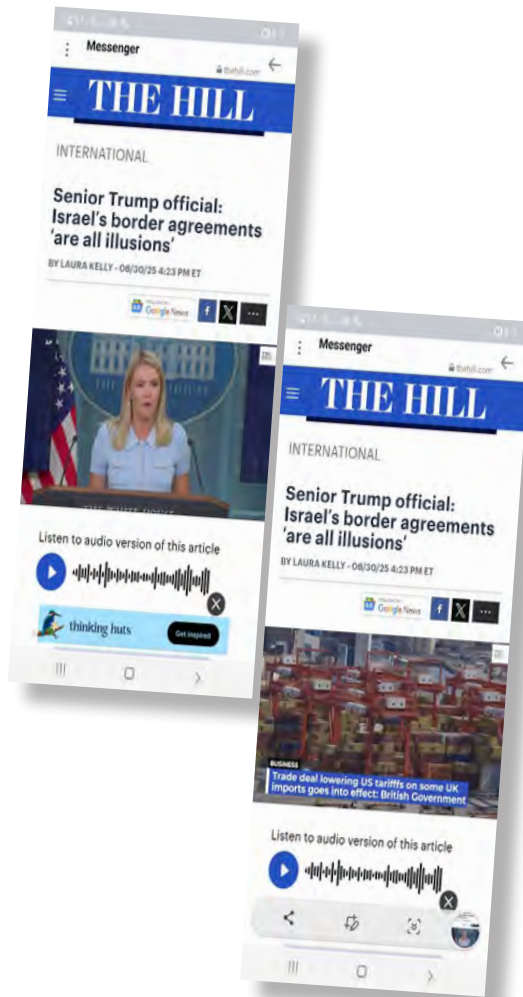 Messenger
thehill.com
THE HILL
INTERNATIONAL
Senior Trump official:
Israel's border agreements
'are all illusions'
BY LAURA KELLY - 06/30/25 4:23 PM ET
Google News
THE WHITE HOUSE
Listen to audio version of this article
thinking huts
Get inspired
Messenger
thehill.com
THE HILL
INTERNATIONAL
Senior Trump official:
Israel's border agreements
'are all illusions'
BY LAURA KELLY - 06/30/25 4:23 PM ET
Google News
BUSINESS
Trade deal lowering US tarifffs on some UK
imports goes into effect: British Government
Listen to audio version of this article